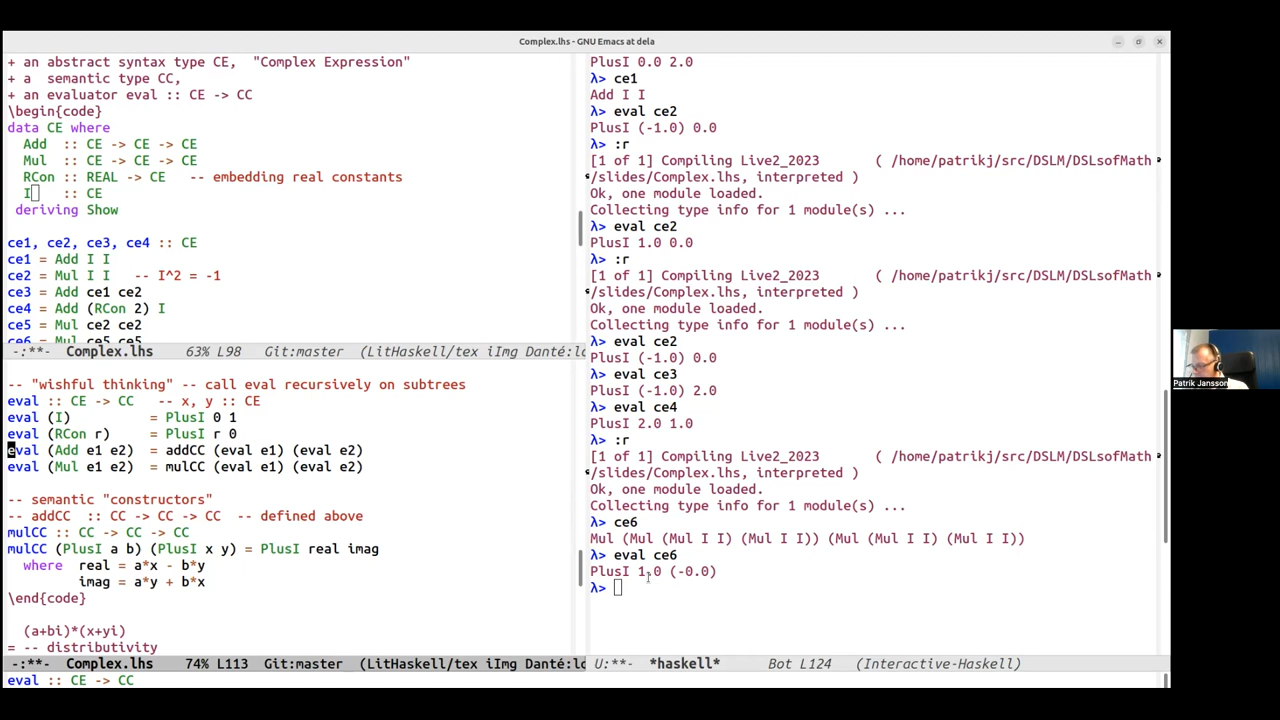 Complex.lhs - GNU Emacs at dela
+ an abstract syntax type CE,  "Complex Expression"
+ a  semantic type CC,
+ an evaluator eval :: CE -> CC
\begin{code}
data CE where
  Add  :: CE -> CE -> CE
  Mul  :: CE -> CE -> CE
  RCon :: REAL -> CE  -- embedding real constants
  I    :: CE
 deriving Show
ce1, ce2, ce3, ce4 :: CE
ce1 = Add I I
ce2 = Mul I I   -- I^2 = -1
ce3 = Add ce1 ce2
ce4 = Add (RCon 2) I
ce5 = Mul ce2 ce2
ce6 = Mul ce5 ce5
-:**-  Complex.lhs    63% L98   Git:master  (LitHaskell/tex iImg Danté:lo
-- "wishful thinking" -- call eval recursively on subtrees
eval :: CE -> CC   -- x, y :: CE
eval (I)          = PlusI 0 1
eval (RCon r)     = PlusI r 0
eval (Add e1 e2)  = addCC (eval e1) (eval e2)
eval (Mul e1 e2)  = mulCC (eval e1) (eval e2)
-- semantic "constructors"
-- addCC  :: CC -> CC -> CC  -- defined above
mulCC :: CC -> CC -> CC
mulCC (PlusI a b) (PlusI x y) = PlusI real imag
  where  real = a*x - b*y
         imag = a*y + b*x
\end{code}
  (a+bi)*(x+yi)
= -- distributivity
-:**-  Complex.lhs    74% L113  Git:master  (LitHaskell/tex iImg Danté:lo
eval :: CE -> CC
PlusI 0.0 2.0
λ> ce1
Add I I
λ> eval ce2
PlusI (-1.0) 0.0
λ> :r
[1 of 1] Compiling Live2_2023      ( /home/patrikj/src/DSLM/DSLsofMath
/slides/Complex.lhs, interpreted )
Ok, one module loaded.
Collecting type info for 1 module(s) ...
λ> eval ce2
PlusI 1.0 0.0
λ> :r
[1 of 1] Compiling Live2_2023      ( /home/patrikj/src/DSLM/DSLsofMath
/slides/Complex.lhs, interpreted )
Ok, one module loaded.
Collecting type info for 1 module(s) ...
λ> eval ce2
PlusI (-1.0) 0.0
λ> eval ce3
PlusI (-1.0) 2.0
λ> eval ce4
PlusI 2.0 1.0
λ> :r
[1 of 1] Compiling Live2_2023      ( /home/patrikj/src/DSLM/DSLsofMath
/slides/Complex.lhs, interpreted )
Ok, one module loaded.
Collecting type info for 1 module(s) ...
λ> ce6
Mul (Mul (Mul I I) (Mul I I)) (Mul (Mul I I) (Mul I I))
λ> eval ce6
PlusI 1.0 (-0.0)
λ>
U:**-  *haskell*      Bot L124   (Interactive-Haskell)
Patrik Jansson